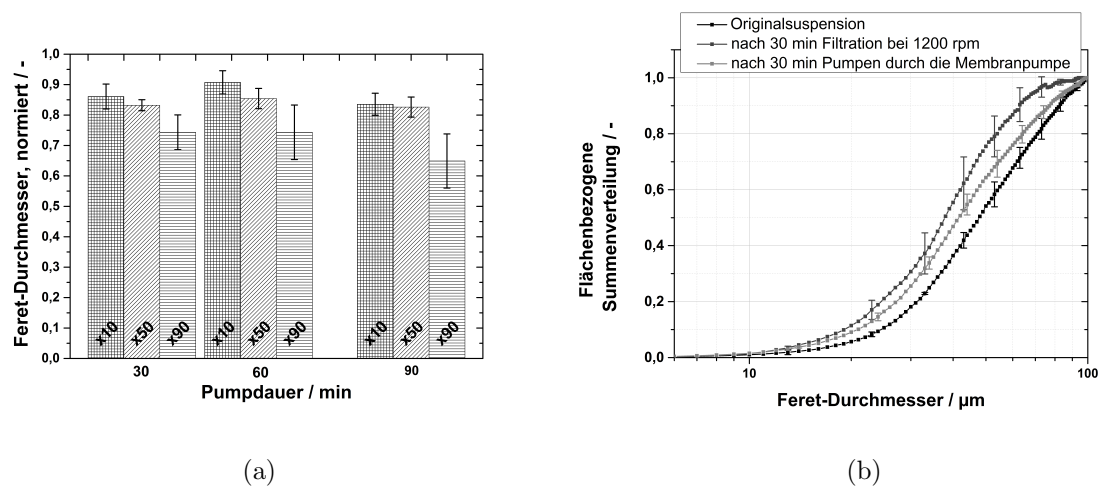 Feret-Durchmesser, normiert / -
1,0
0,9
0,8
0,7
0,6
0,5
0,4
0,3
0,2
0,1
0,0
x10
x50
x90
x10
x50
x90
x10
x50
x90
30
60
90
Pumpdauer / min
(a)
Originalsuspension
nach 30 min Filtration bei 1200 rpm
nach 30 min Pumpen durch die Membranpumpe
Flächenbezogene
Summenverteilung / -
1,0
0,8
0,6
0,4
0,2
0,0
10
100
Feret-Durchmesser / µm
(b)